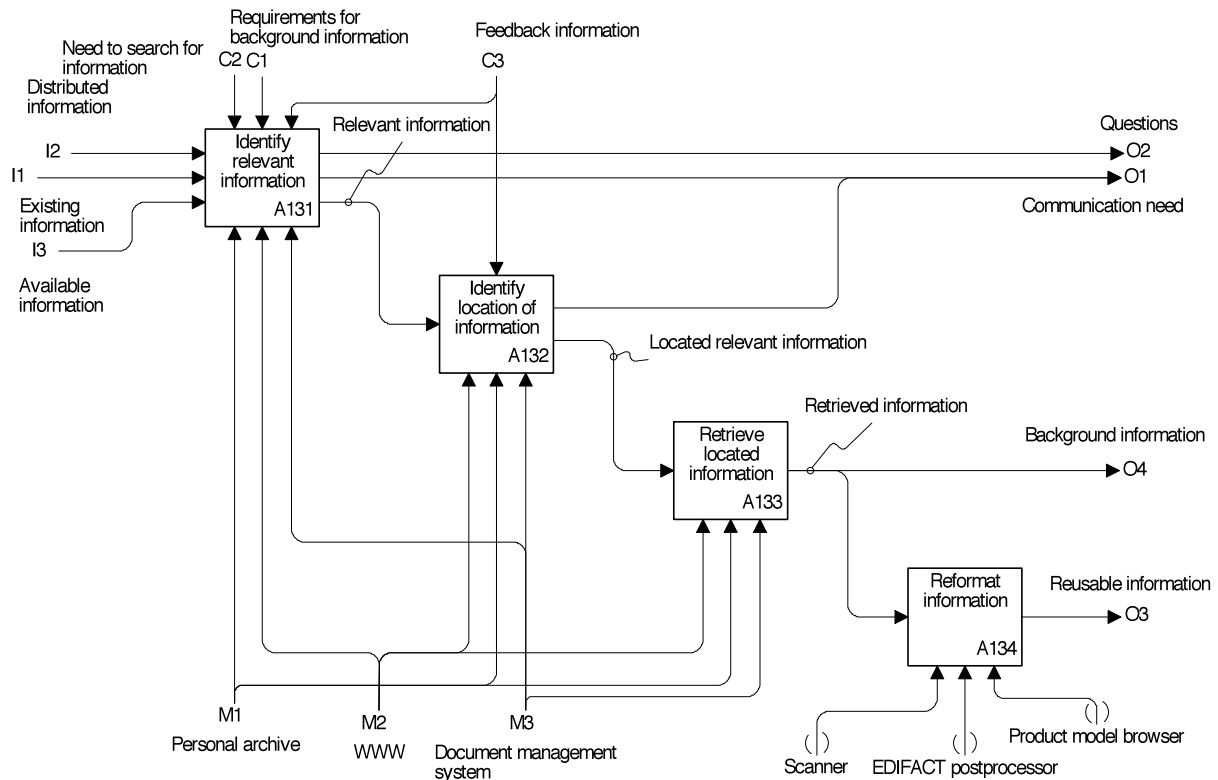 Requirements for
background information
Need to search for
information
C2 C1
Feedback information
C3
Distributed
information
I2
I1
Existing
information
I3
Available
information
Identify
relevant
information
A131
Relevant information
Questions
O2
O1
Communication need
Identify
location of
information
A132
Located relevant information
Retrieve
located
information
A133
Retrieved information
Background information
O4
Reformat
information
A134
Reusable information
O3
M1
Personal archive
M2
WWW
M3
Document management
system
Scanner
EDIFACT postprocessor
Product model browser